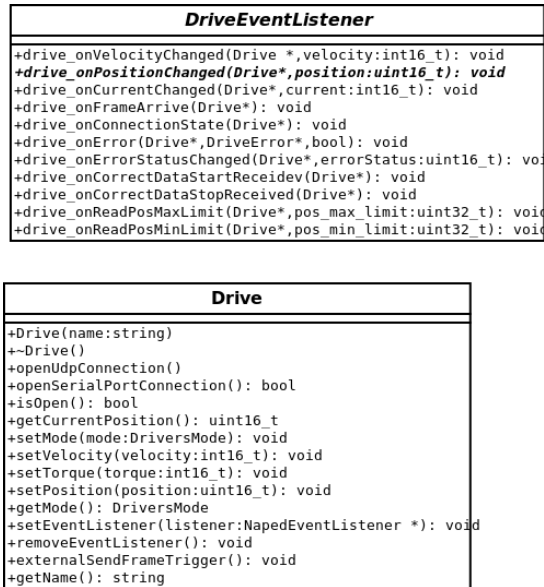 DriveEventListener
+drive_onVelocityChanged(Drive *,velocity:int16_t): void
+drive_onPositionChanged(Drive*,position:uint16_t): void
+drive_onCurrentChanged(Drive*,current:int16_t): void
+drive_onFrameArrive(Drive*): void
+drive_onConnectionState(Drive*): void
+drive_onError(Drive*,DriveError*,bool): void
+drive_onErrorStatusChanged(Drive*,errorStatus:uint16_t): voi
+drive_onCorrectDataStartReceidev(Drive*): void
+drive_onCorrectDataStopReceived(Drive*): void
+drive_onReadPosMaxLimit(Drive*,pos_max_limit:uint32_t): void
+drive_onReadPosMinLimit(Drive*,pos_min_limit:uint32_t): void
Drive
+Drive(name:string)
+~Drive()
+openUdpConnection()
+openSerialPortConnection(): bool
+isOpen(): bool
+getCurrentPosition(): uint16_t
+setMode(mode:DriversMode): void
+setVelocity(velocity:int16_t): void
+setTorque(torque:int16_t): void
+setPosition(position:uint16_t): void
+getMode(): DriversMode
+setEventListener(listener:NapedEventListener *): void
+removeEventListener(): void
+externalSendFrameTrigger(): void
+getName(): string